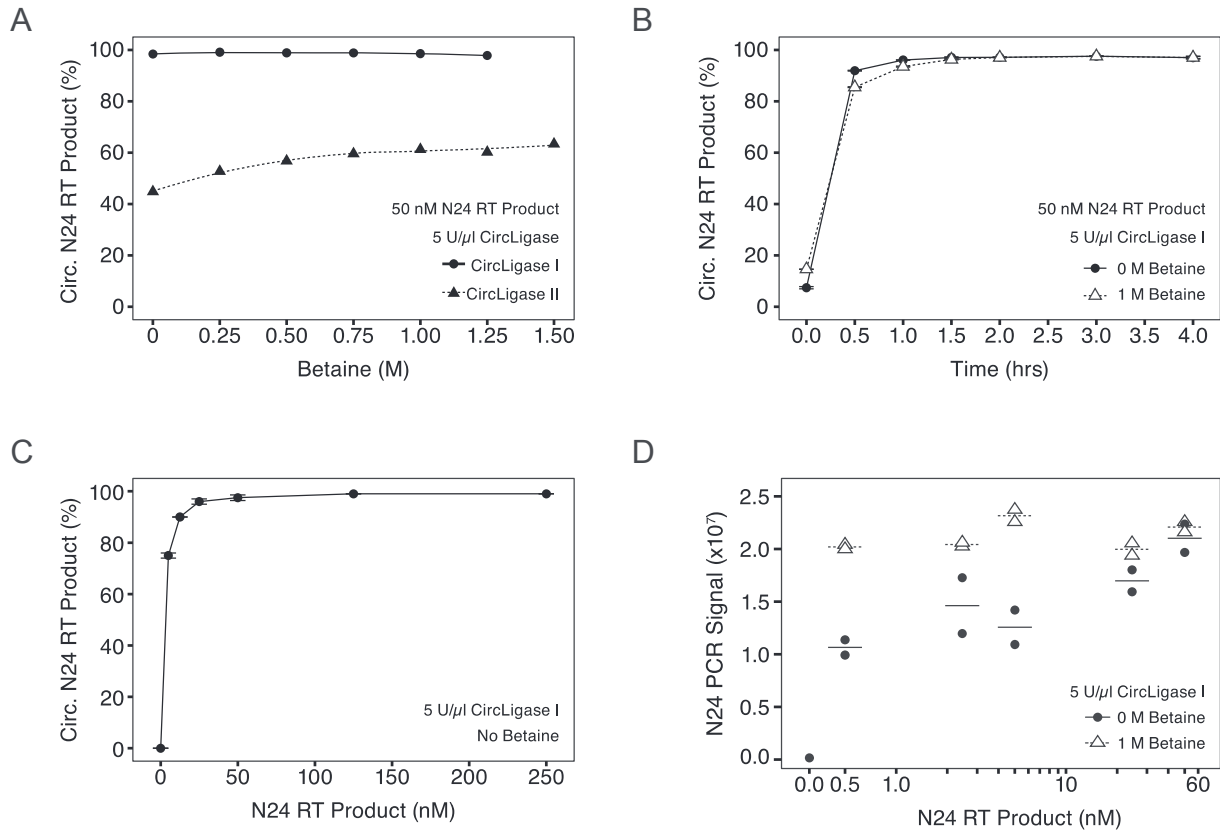 A
Circ. N24 RT Product (%)
100
80
60
40
20
0
50 nM N24 RT Product
5 U/µl CircLigase
CircLigase I
CircLigase II
0 0.25 0.50 0.75 1.00 1.25 1.50
Betaine (M)
B
Circ. N24 RT Product (%)
100
80
60
40
20
0
50 nM N24 RT Product
5 U/µl CircLigase I
0 M Betaine
1 M Betaine
0.0 0.5 1.0 1.5 2.0 2.5 3.0 3.5 4.0
Time (hrs)
C
Circ. N24 RT Product (%)
100
80
60
40
20
0
5 U/µl CircLigase I
No Betaine
0 50 100 150 200 250
N24 RT Product (nM)
D
N24 PCR Signal (x10⁷)
2.5
2.0
1.5
1.0
0.5
0.0
5 U/µl CircLigase I
0 M Betaine
1 M Betaine
0.0 0.5 1.0 10 60
N24 RT Product (nM)